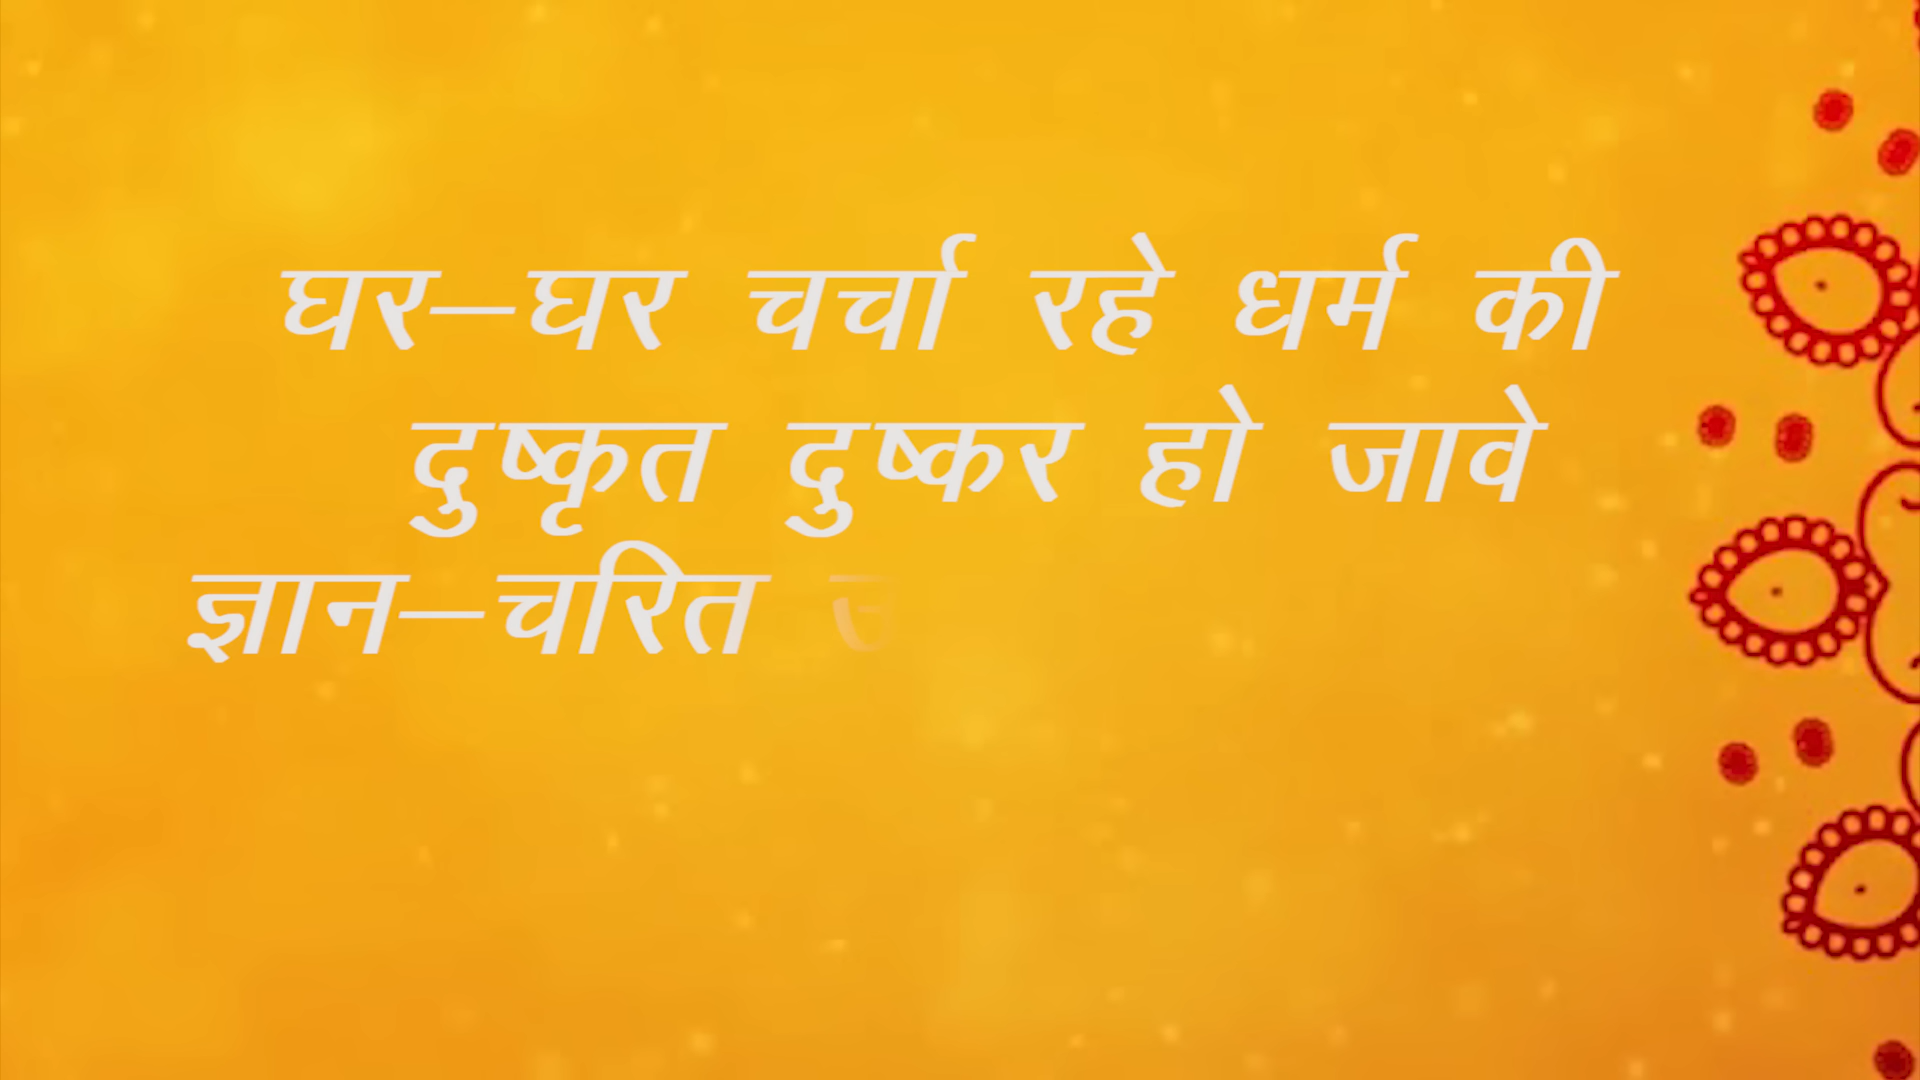 घर–घर चर्चा रहे धर्म की
दुष्कृत दुष्कर हो जावे
ज्ञान–चरित